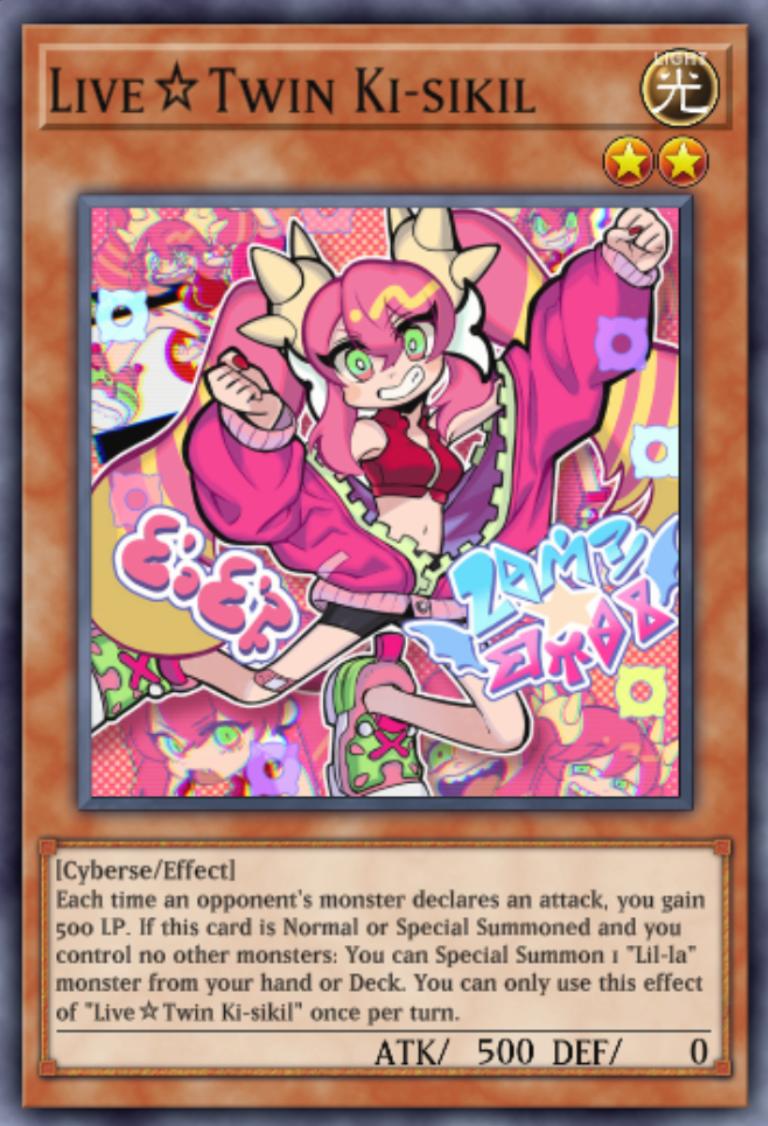 LIVE☆TWIN KI-SIKIL
LIGHT
光
[Cyberse/Effect]
Each time an opponent's monster declares an attack, you gain
500 LP. If this card is Normal or Special Summoned and you
control no other monsters: You can Special Summon 1 "Lil-la"
monster from your hand or Deck. You can only use this effect
of "Live☆Twin Ki-sikil" once per turn.
ATK/ 500 DEF/ 0